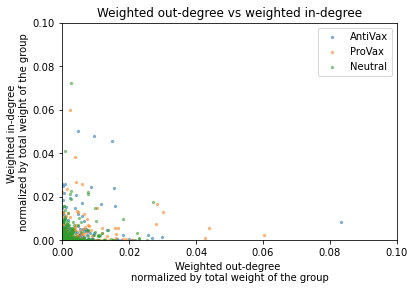 Weighted out-degree vs weighted in-degree
Weighted in-degree
normalized by total weight of the group
0.10
0.08
0.06
0.04
0.02
0.00
AntiVax
ProVax
Neutral
0.00 0.02 0.04 0.06 0.08 0.10
Weighted out-degree
normalized by total weight of the group